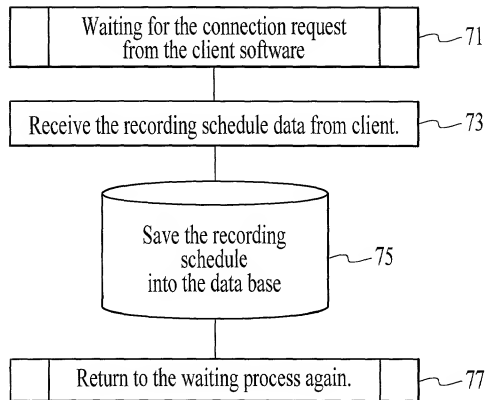 Waiting for the connection request
from the client software
71
Receive the recording schedule data from client.
73
Save the recording
schedule
into the data base
75
Return to the waiting process again.
77